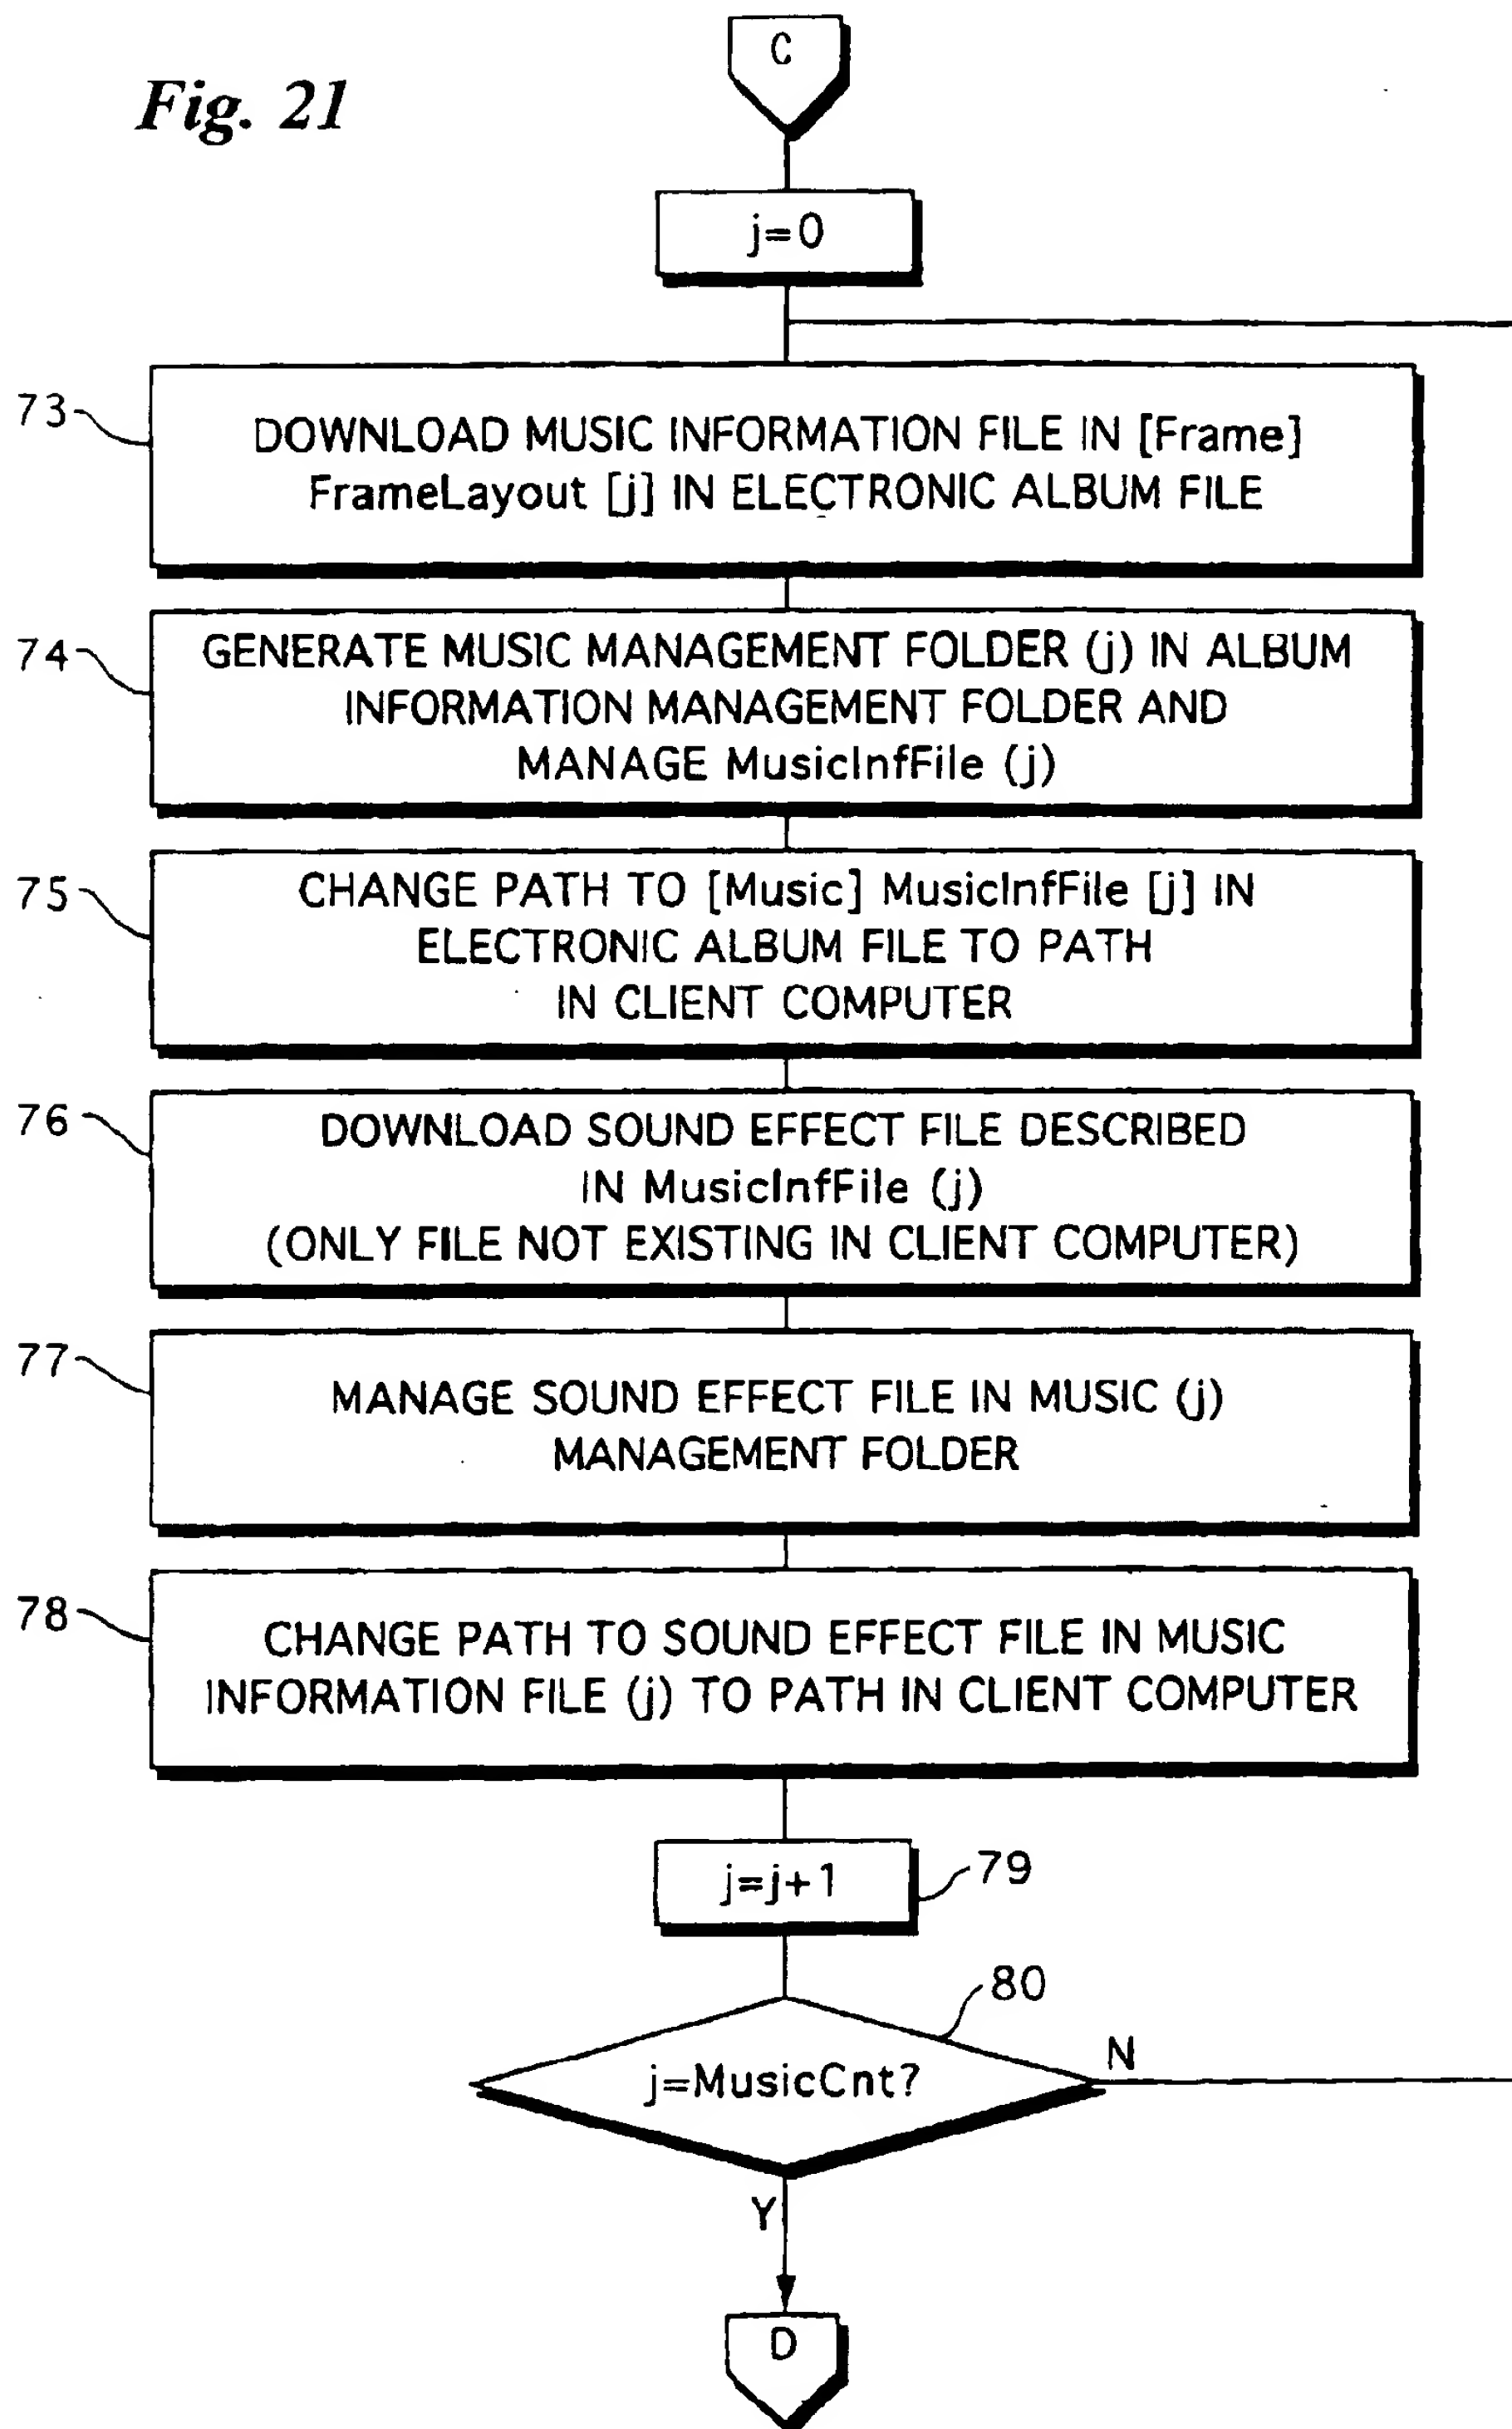 Fig. 21
C
j=0
73
DOWNLOAD MUSIC INFORMATION FILE IN [Frame]
FrameLayout [j] IN ELECTRONIC ALBUM FILE
74
GENERATE MUSIC MANAGEMENT FOLDER (j) IN ALBUM
INFORMATION MANAGEMENT FOLDER AND
MANAGE MusicInfFile (j)
75
CHANGE PATH TO [Music] MusicInfFile [j] IN
ELECTRONIC ALBUM FILE TO PATH
IN CLIENT COMPUTER
76
DOWNLOAD SOUND EFFECT FILE DESCRIBED
IN MusicInfFile (j)
(ONLY FILE NOT EXISTING IN CLIENT COMPUTER)
77
MANAGE SOUND EFFECT FILE IN MUSIC (j)
MANAGEMENT FOLDER
78
CHANGE PATH TO SOUND EFFECT FILE IN MUSIC
INFORMATION FILE (j) TO PATH IN CLIENT COMPUTER
j=j+1
79
80
j=MusicCnt?
N
Y
D